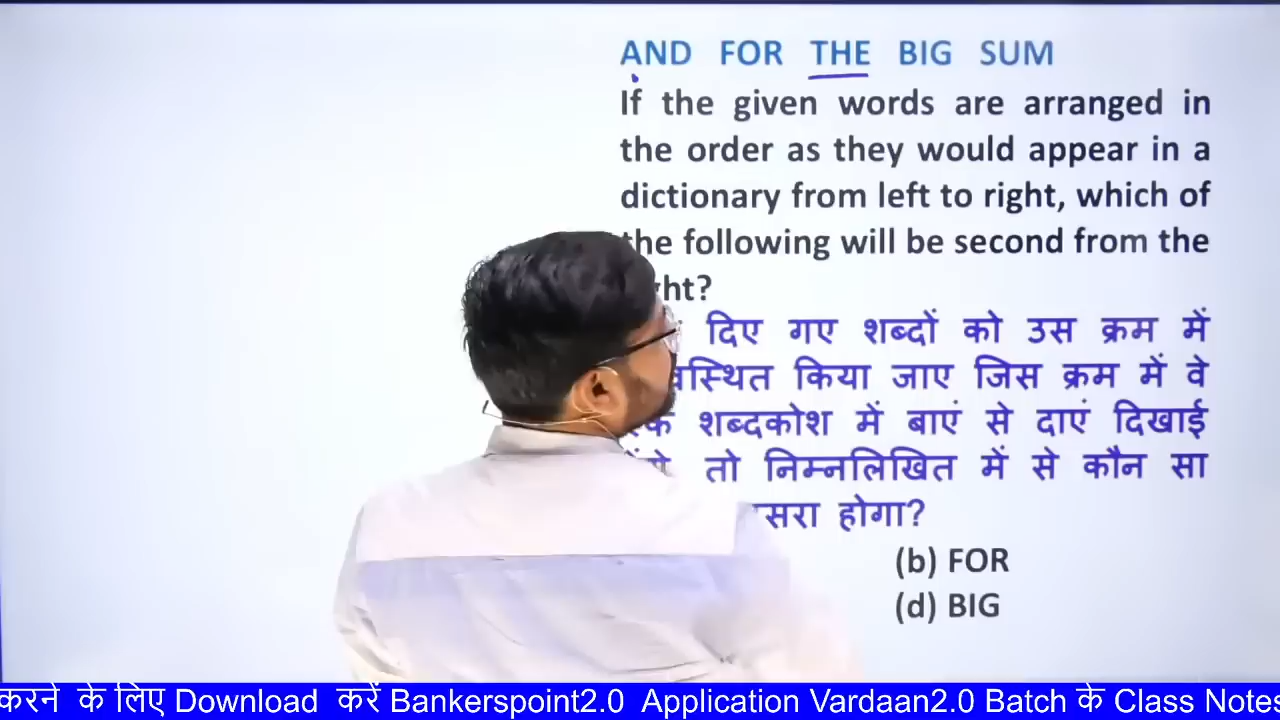 AND FOR THE BIG SUM
If the given words are arranged in
the order as they would appear in a
dictionary from left to right, which of
the following will be second from the
ht?
दिए गए शब्दों को उस क्रम में
वस्थित किया जाए जिस क्रम में वे
शब्दकोश में बाएं से दाएं दिखाई
तो निम्नलिखित में से कौन सा
सरा होगा?
(b) FOR
(d) BIG
करने के लिए Download करें Bankerspoint2.0 Application Vardaan2.0 Batch के Class Notes